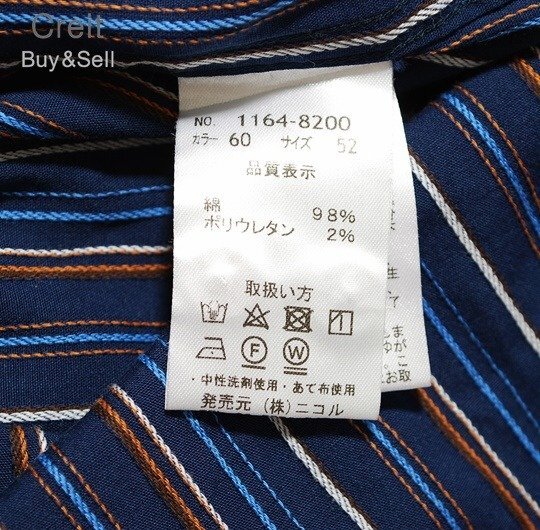 Crett
Buy&Sell
NO. 1164-8200
カラー 60 サイズ 52
品質表示
綿 98%
ポリウレタン 2%
取扱い方
F W
・中性洗剤使用・あて布使用
発売元 (株)ニコル